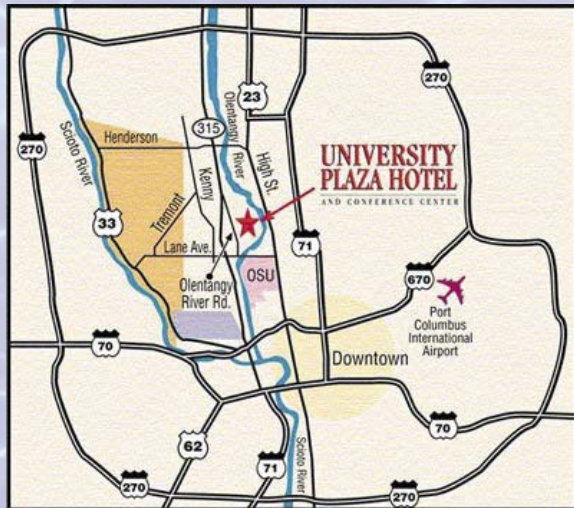 270
23
270
315
Henderson
Scioto River
Olentangy
River
Kenny
High St.
UNIVERSITY
PLAZA HOTEL
AND CONFERENCE CENTER
33
Tremont
Lane Ave.
71
OSU
670
Olentangy
River Rd.
Port
Columbus
International
Airport
70
Downtown
70
62
71
Scioto River
270
270